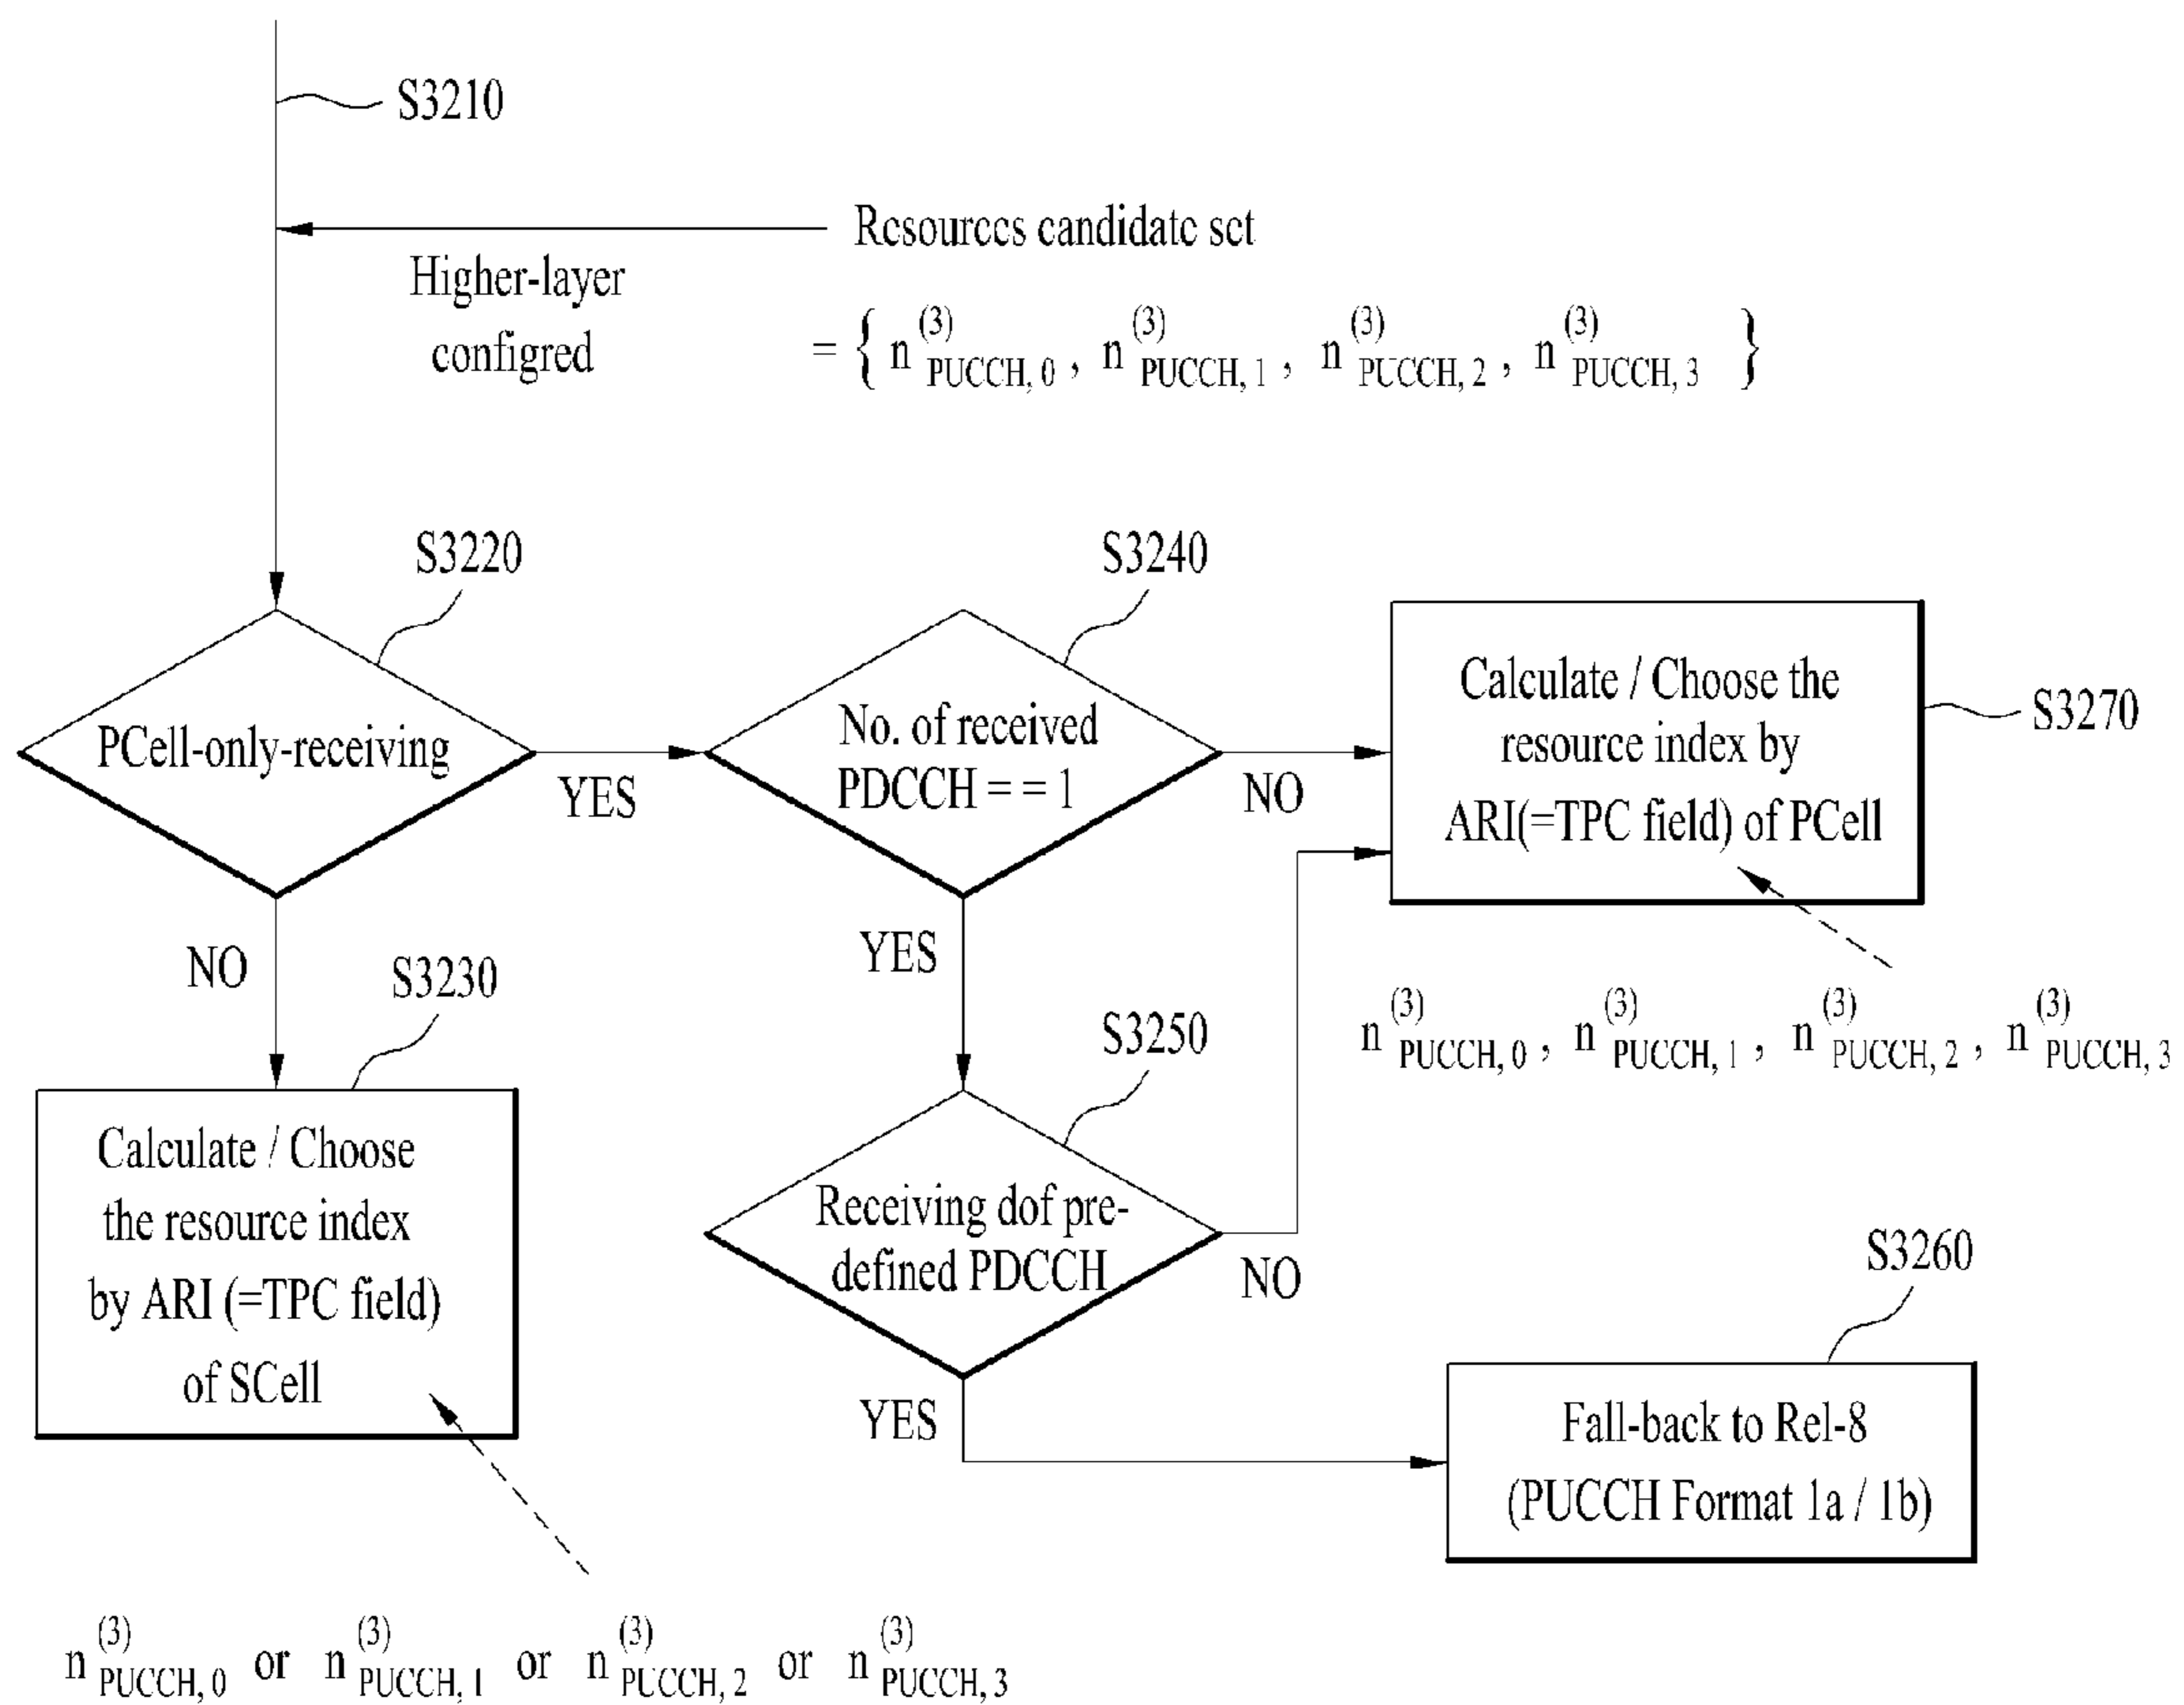 S3210
Resources candidate set
Higher-layer
configred
= { n(3)PUCCH, 0 , n(3)PUCCH, 1 , n(3)PUCCH, 2 , n(3)PUCCH, 3 }
S3220
S3240
PCell-only-receiving
YES
NO
No. of received
PDCCH = = 1
NO
YES
Calculate / Choose the
resource index by
ARI(=TPC field) of PCell
S3270
n(3)PUCCH, 0 , n(3)PUCCH, 1 , n(3)PUCCH, 2 , n(3)PUCCH, 3
S3230
Calculate / Choose
the resource index
by ARI (=TPC field)
of SCell
S3250
Receiving dof pre-
defined PDCCH
NO
YES
S3260
Fall-back to Rel-8
(PUCCH Format 1a / 1b)
n(3)PUCCH, 0 or n(3)PUCCH, 1 or n(3)PUCCH, 2 or n(3)PUCCH, 3